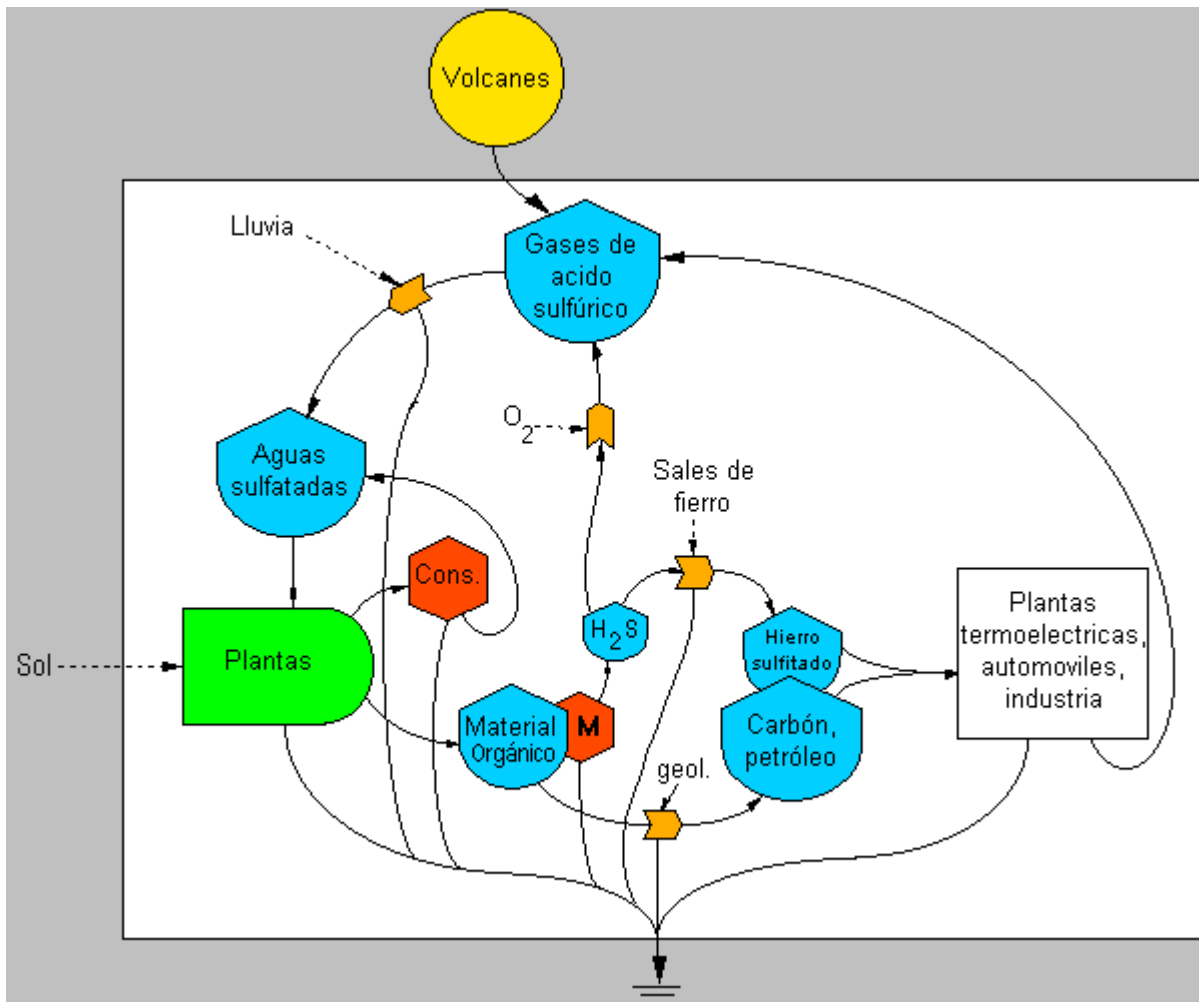 Volcanes
Lluvia
Gases de
acido
sulfúrico
O2
Aguas
sulfatadas
Sales de
fierro
Cons.
H2S
Hierro
sulfitado
Plantas
termoelectricas,
automoviles,
industria
Sol
Plantas
Material
Orgánico
M
Carbón,
petróleo
geol.